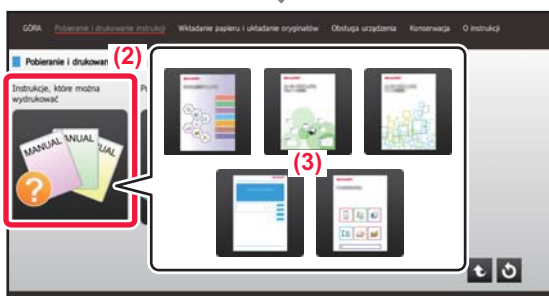 GÓRA Pobieranie i drukowanie instrukcji Wkładanie papieru i układanie oryginałów Obsługa urządzenia Konserwacja O instrukcji
Pobieranie i drukowan (2)
Instrukcje, które można
wydrukować
MANUAL MANUAL UAL
(3)